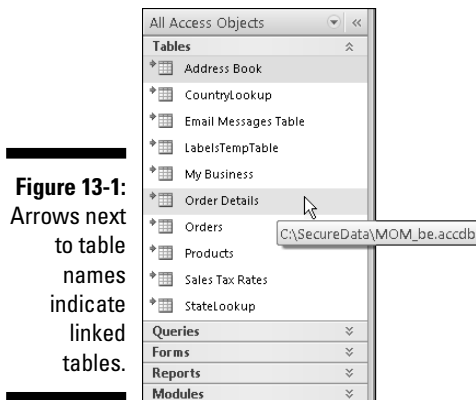 Figure 13-1:
Arrows next
to table
names
indicate
linked
tables.
All Access Objects
Tables
Address Book
CountryLookup
Email Messages Table
LabelsTempTable
My Business
Order Details
Orders
C:\SecureData\MOM_be.accdb
Products
Sales Tax Rates
StateLookup
Queries
Forms
Reports
Modules